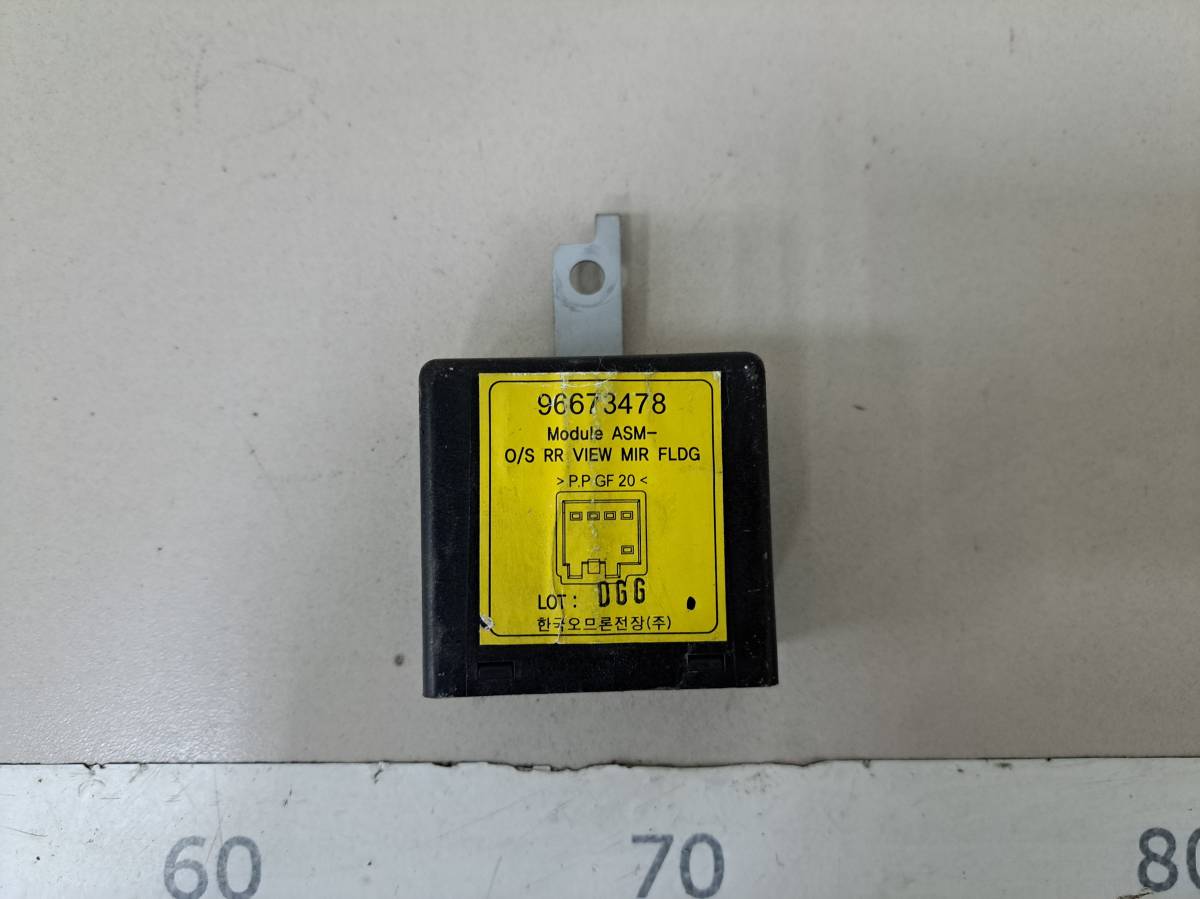 96673478
Module ASM-
O/S RR VIEW MIR FLDG
>P.P GF 20<
LOT: DGG
한국오므론전장(주)
60 70 80